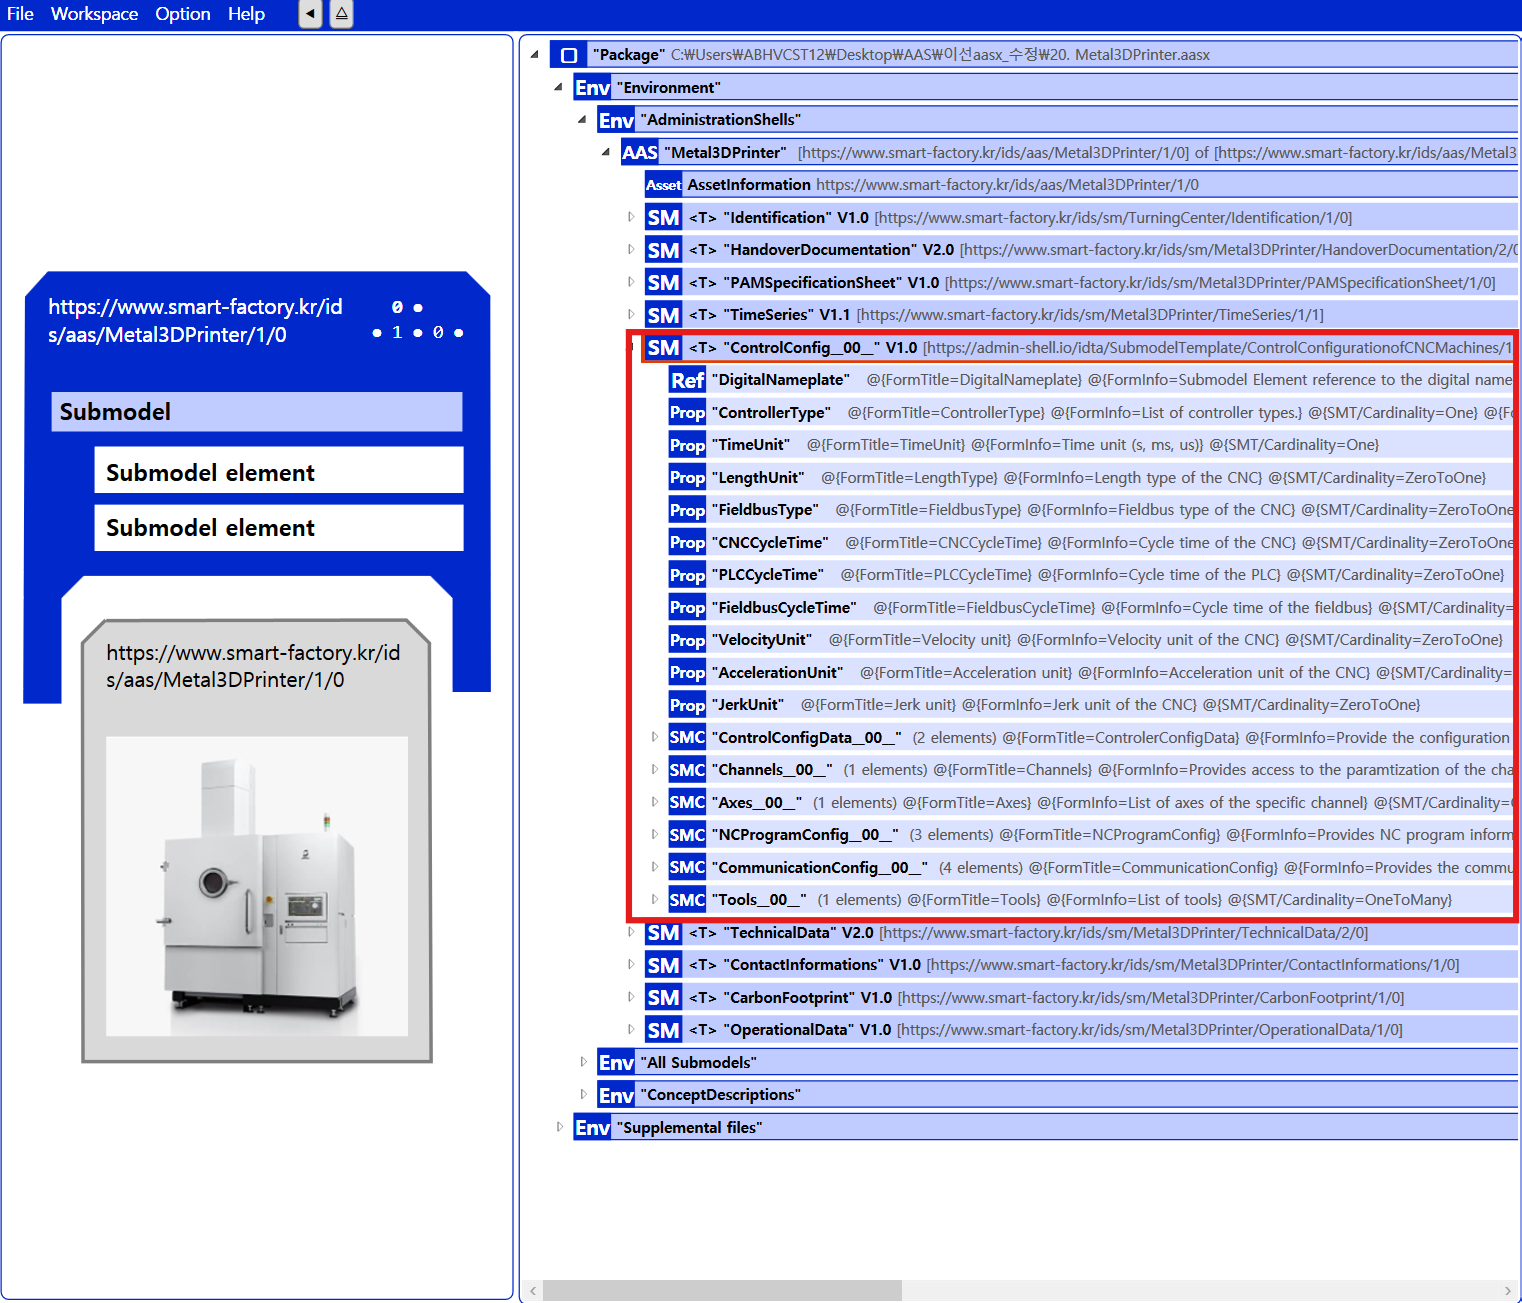 File Workspace Option Help
https://www.smart-factory.kr/id
s/aas/Metal3DPrinter/1/0
0
1 0
Submodel
Submodel element
Submodel element
https://www.smart-factory.kr/id
s/aas/Metal3DPrinter/1/0
"Package" C:₩Users₩ABHVCST12₩Desktop₩AAS₩이선aasx_수정₩20. Metal3DPrinter.aasx
Env "Environment"
Env "AdministrationShells"
AAS "Metal3DPrinter" [https://www.smart-factory.kr/ids/aas/Metal3DPrinter/1/0] of [https://www.smart-factory.kr/ids/aas/Metal3
Asset AssetInformation https://www.smart-factory.kr/ids/aas/Metal3DPrinter/1/0
SM <T> "Identification" V1.0 [https://www.smart-factory.kr/ids/sm/TurningCenter/Identification/1/0]
SM <T> "HandoverDocumentation" V2.0 [https://www.smart-factory.kr/ids/sm/Metal3DPrinter/HandoverDocumentation/2/0
SM <T> "PAMSpecificationSheet" V1.0 [https://www.smart-factory.kr/ids/sm/Metal3DPrinter/PAMSpecificationSheet/1/0]
SM <T> "TimeSeries" V1.1 [https://www.smart-factory.kr/ids/sm/Metal3DPrinter/TimeSeries/1/1]
SM <T> "ControlConfig__00__" V1.0 [https://admin-shell.io/idta/SubmodelTemplate/ControlConfigurationofCNCMachines/1
Ref "DigitalNameplate" @{FormTitle=DigitalNameplate} @{FormInfo=Submodel Element reference to the digital name
Prop "ControllerType" @{FormTitle=ControllerType} @{FormInfo=List of controller types.} @{SMT/Cardinality=One} @{Fo
Prop "TimeUnit" @{FormTitle=TimeUnit} @{FormInfo=Time unit (s, ms, us)} @{SMT/Cardinality=One}
Prop "LengthUnit" @{FormTitle=LengthType} @{FormInfo=Length type of the CNC} @{SMT/Cardinality=ZeroToOne}
Prop "FieldbusType" @{FormTitle=FieldbusType} @{FormInfo=Fieldbus type of the CNC} @{SMT/Cardinality=ZeroToOne
Prop "CNCCycleTime" @{FormTitle=CNCCycleTime} @{FormInfo=Cycle time of the CNC} @{SMT/Cardinality=ZeroToOne
Prop "PLCCycleTime" @{FormTitle=PLCCycleTime} @{FormInfo=Cycle time of the PLC} @{SMT/Cardinality=ZeroToOne}
Prop "FieldbusCycleTime" @{FormTitle=FieldbusCycleTime} @{FormInfo=Cycle time of the fieldbus} @{SMT/Cardinality=
Prop "VelocityUnit" @{FormTitle=Velocity unit} @{FormInfo=Velocity unit of the CNC} @{SMT/Cardinality=ZeroToOne}
Prop "AccelerationUnit" @{FormTitle=Acceleration unit} @{FormInfo=Acceleration unit of the CNC} @{SMT/Cardinality=
Prop "JerkUnit" @{FormTitle=Jerk unit} @{FormInfo=Jerk unit of the CNC} @{SMT/Cardinality=ZeroToOne}
SMC "ControlConfigData__00__" (2 elements) @{FormTitle=ControlerConfigData} @{FormInfo=Provide the configuration
SMC "Channels__00__" (1 elements) @{FormTitle=Channels} @{FormInfo=Provides access to the paramtization of the cha
SMC "Axes__00__" (1 elements) @{FormTitle=Axes} @{FormInfo=List of axes of the specific channel} @{SMT/Cardinality=
SMC "NCProgramConfig__00__" (3 elements) @{FormTitle=NCProgramConfig} @{FormInfo=Provides NC program inform
SMC "CommunicationConfig__00__" (4 elements) @{FormTitle=CommunicationConfig} @{FormInfo=Provides the commu
SMC "Tools__00__" (1 elements) @{FormTitle=Tools} @{FormInfo=List of tools} @{SMT/Cardinality=OneToMany}
SM <T> "TechnicalData" V2.0 [https://www.smart-factory.kr/ids/sm/Metal3DPrinter/TechnicalData/2/0]
SM <T> "ContactInformations" V1.0 [https://www.smart-factory.kr/ids/sm/Metal3DPrinter/ContactInformations/1/0]
SM <T> "CarbonFootprint" V1.0 [https://www.smart-factory.kr/ids/sm/Metal3DPrinter/CarbonFootprint/1/0]
SM <T> "OperationalData" V1.0 [https://www.smart-factory.kr/ids/sm/Metal3DPrinter/OperationalData/1/0]
Env "All Submodels"
Env "ConceptDescriptions"
Env "Supplemental files"